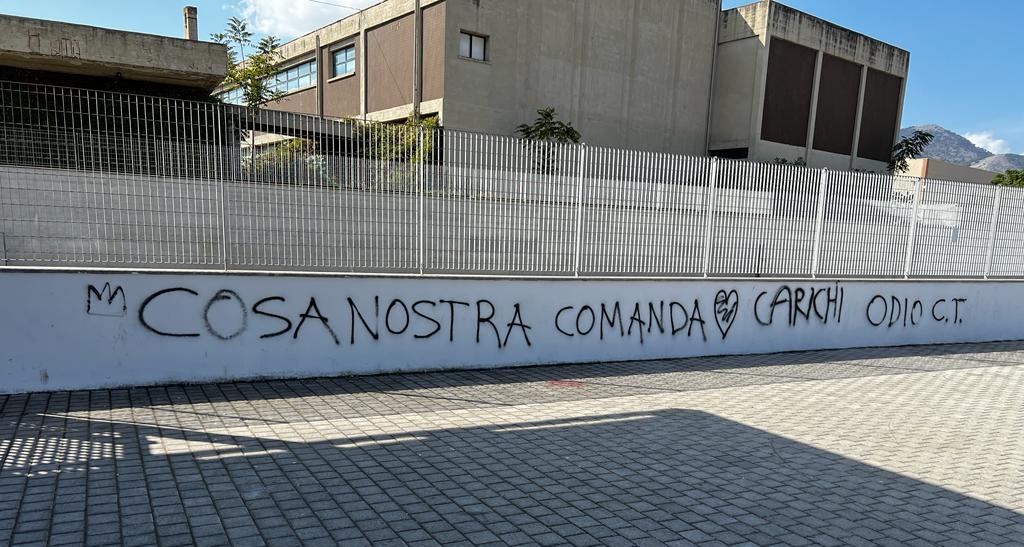 COSA NOSTRA COMANDA CARICHI ODIO C.T.